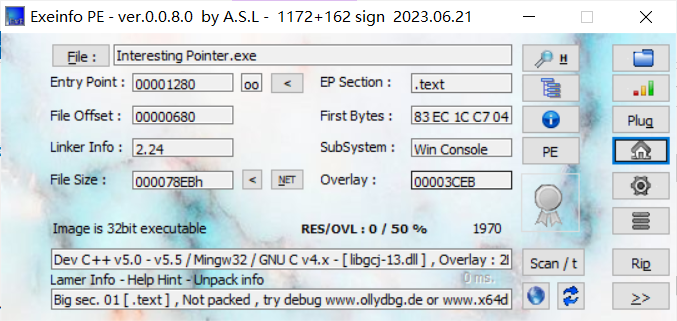 Exeinfo PE - ver.0.0.8.0 by A.S.L - 1172+162 sign 2023.06.21
File : Interesting Pointer.exe H
Entry Point : 00001280 oo < EP Section : .text
File Offset : 00000680 First Bytes : 83 EC 1C C7 04 Plug
Linker Info : 2.24 SubSystem : Win Console PE
File Size : 000078EBh < NET Overlay : 00003CEB
Image is 32bit executable RES/OVL : 0 / 50 % 1970
Dev C++ v5.0 - v5.5 / Mingw32 / GNU C v4.x - [ libgcj-13.dll ] , Overlay : Scan / t Rip
Lamer Info - Help Hint - Unpack info 0 ms.
Big sec. 01 [ .text ] , Not packed , try debug www.ollydbg.de or www.x64d >>